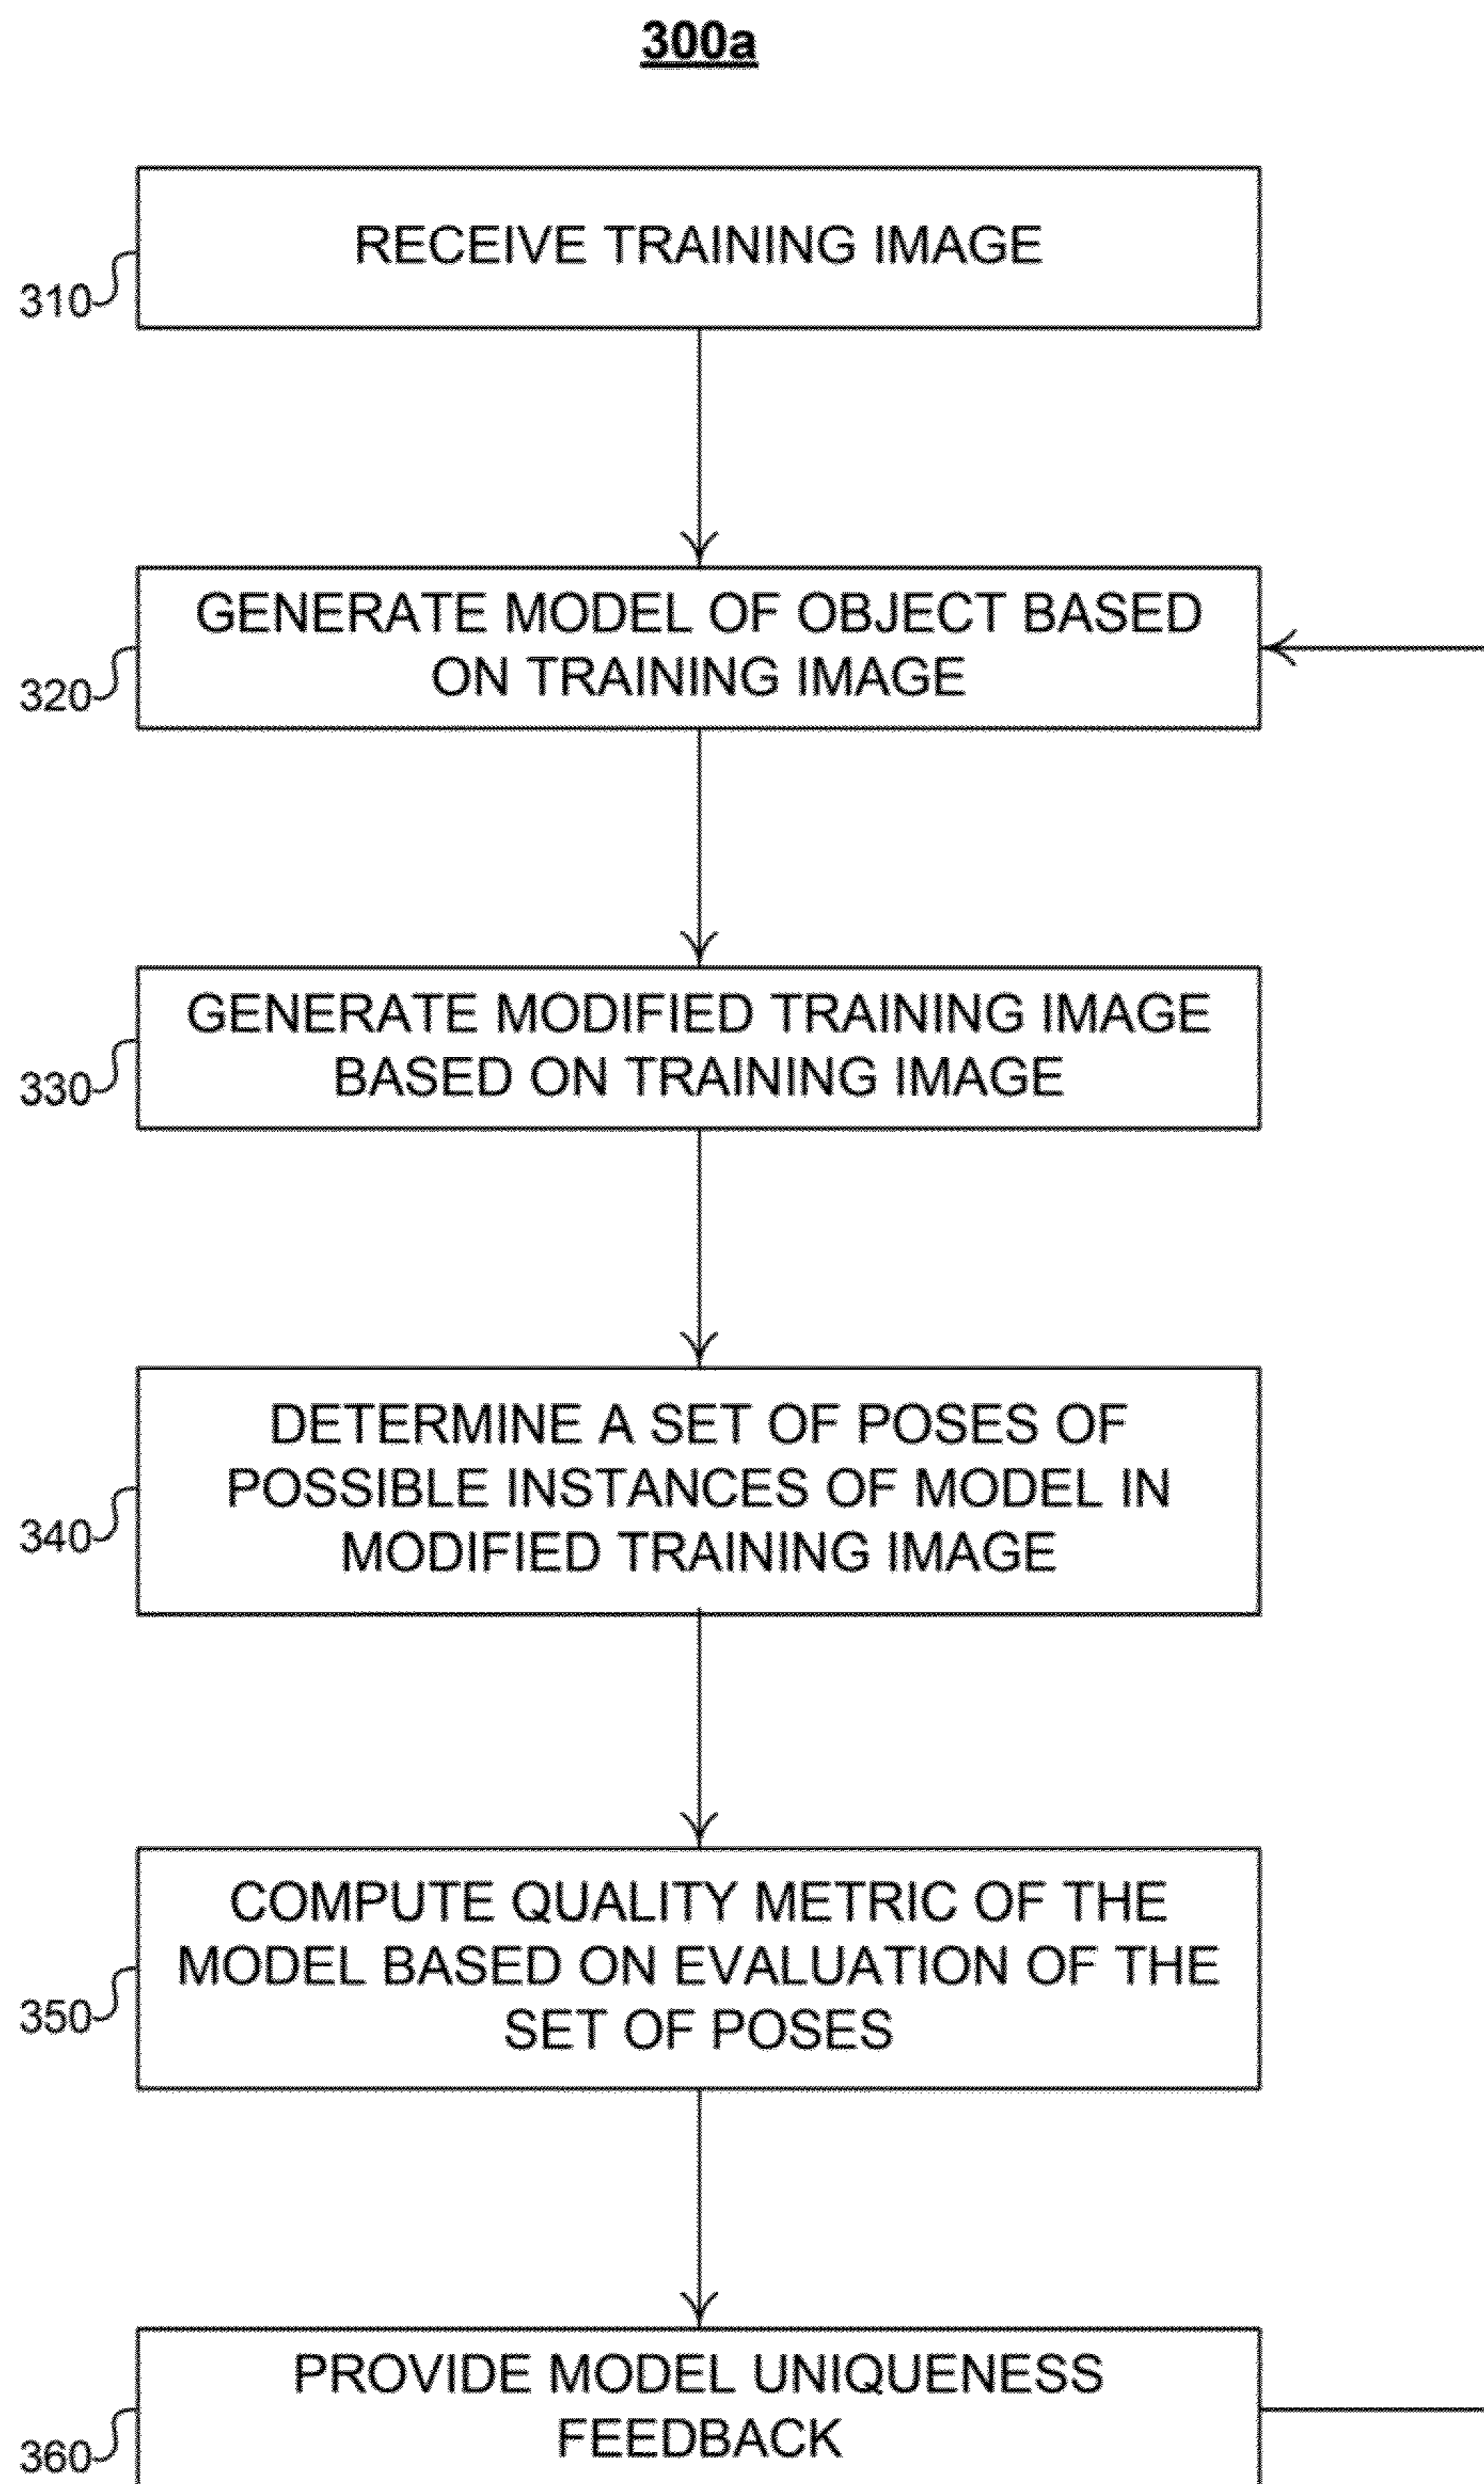 300a
RECEIVE TRAINING IMAGE
310
GENERATE MODEL OF OBJECT BASED
ON TRAINING IMAGE
320
GENERATE MODIFIED TRAINING IMAGE
BASED ON TRAINING IMAGE
330
DETERMINE A SET OF POSES OF
POSSIBLE INSTANCES OF MODEL IN
MODIFIED TRAINING IMAGE
340
COMPUTE QUALITY METRIC OF THE
MODEL BASED ON EVALUATION OF THE
SET OF POSES
350
PROVIDE MODEL UNIQUENESS
FEEDBACK
360